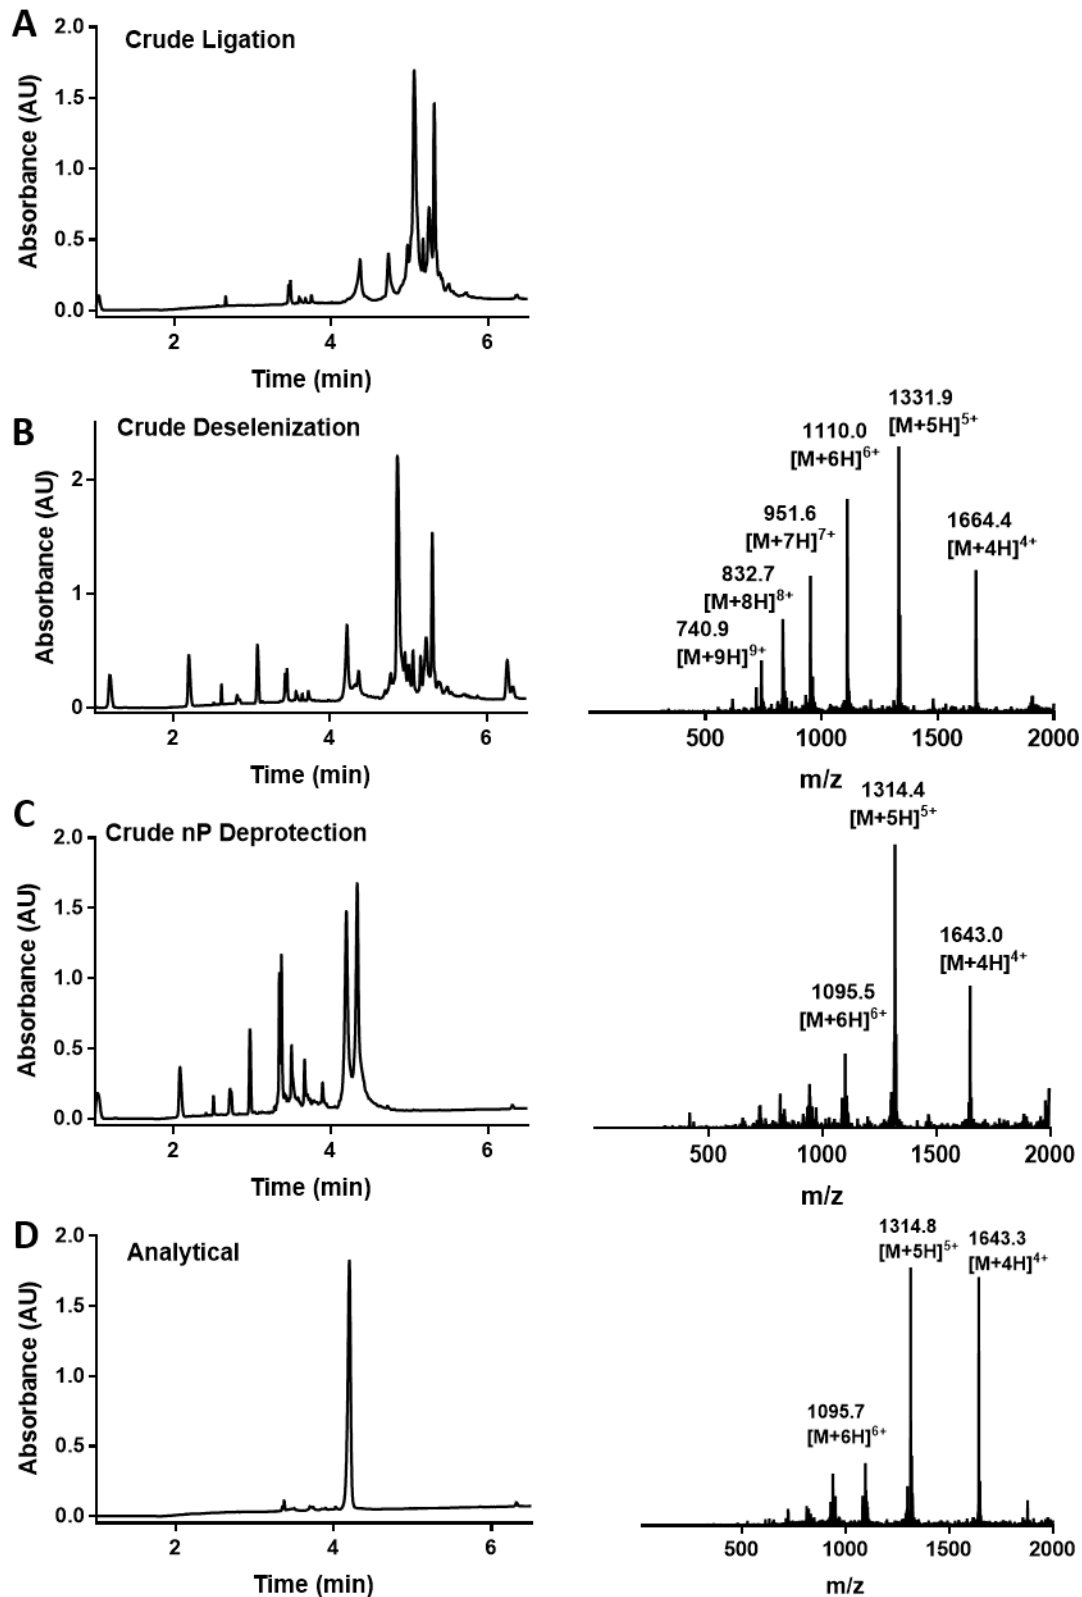 A
Crude Ligation
2.0
1.5
1.0
0.5
0.0
Absorbance (AU)
2 4 6
Time (min)
B
Crude Deselenization
2
1
0
Absorbance (AU)
2 4 6
Time (min)
1331.9
[M+5H]5+
1110.0
[M+6H]6+
951.6
[M+7H]7+
1664.4
[M+4H]4+
832.7
[M+8H]8+
740.9
[M+9H]9+
500 1000 1500 2000
m/z
C
Crude nP Deprotection
2.0
1.5
1.0
0.5
0.0
Absorbance (AU)
2 4 6
Time (min)
1314.4
[M+5H]5+
1643.0
[M+4H]4+
1095.5
[M+6H]6+
500 1000 1500 2000
m/z
D
Analytical
2.0
1.5
1.0
0.5
0.0
Absorbance (AU)
2 4 6
Time (min)
1314.8
[M+5H]5+
1643.3
[M+4H]4+
1095.7
[M+6H]6+
500 1000 1500 2000
m/z